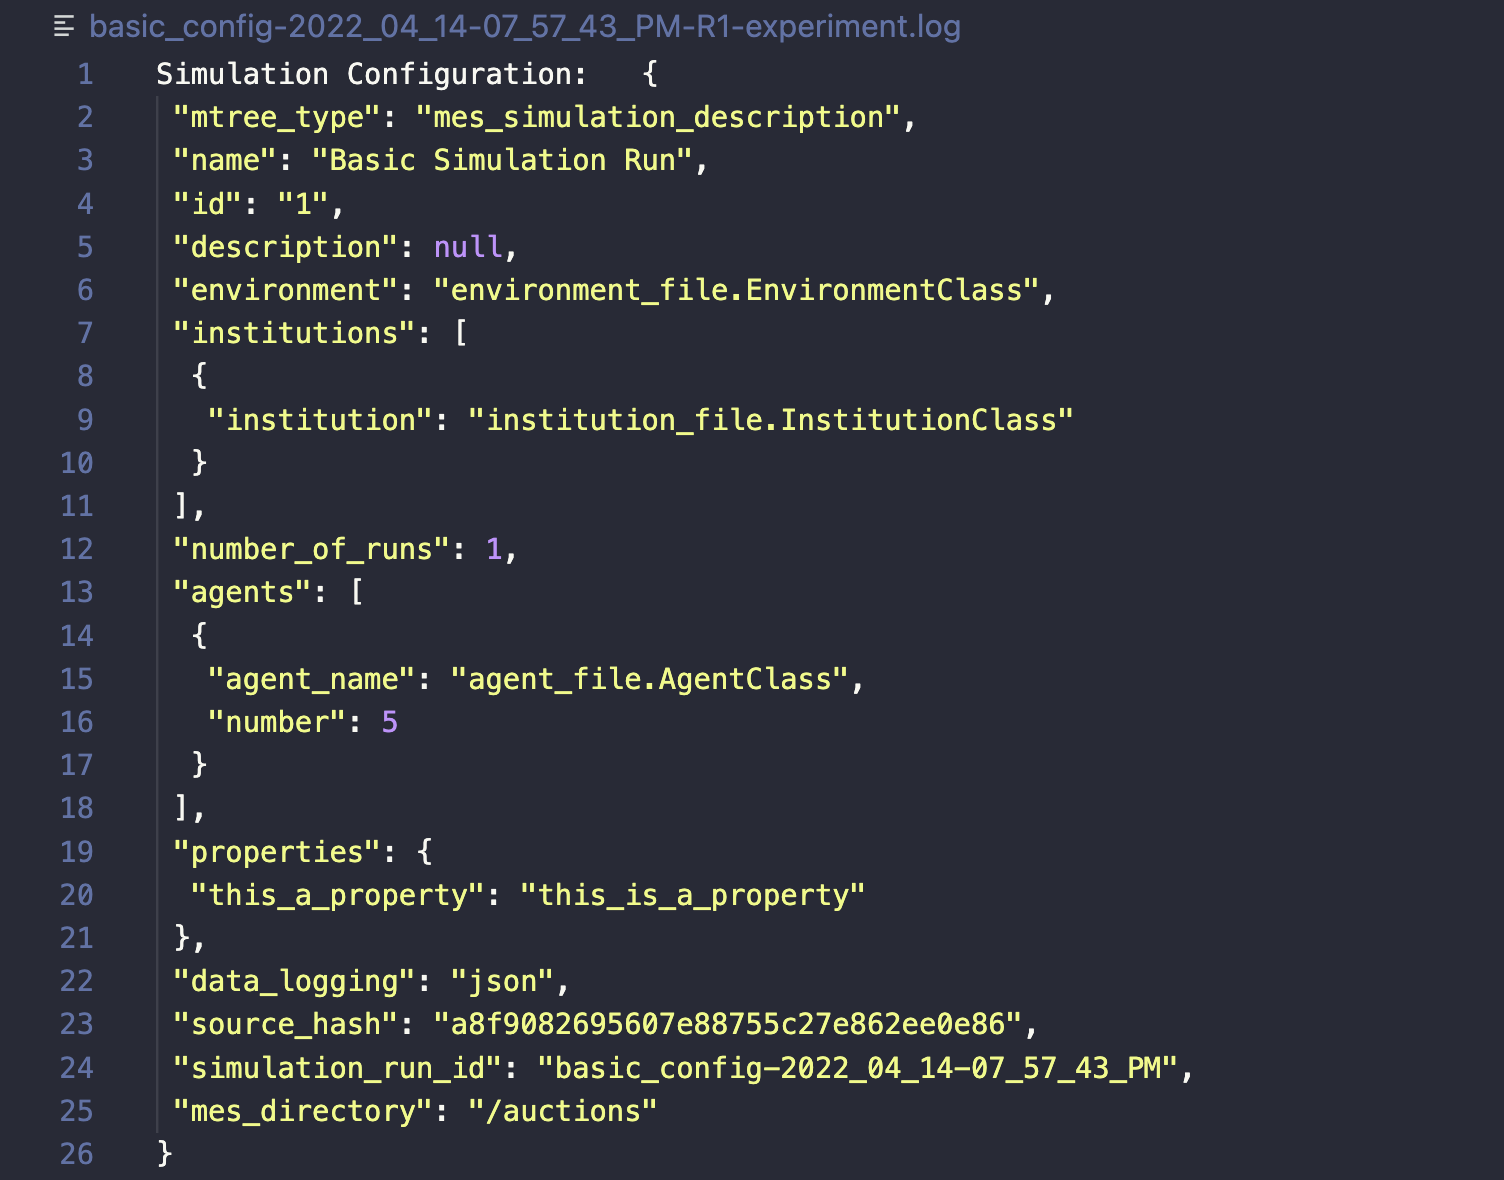 basic_config-2022_04_14-07_57_43_PM-R1-experiment.log
1 Simulation Configuration: {
2 "mtree_type": "mes_simulation_description",
3 "name": "Basic Simulation Run",
4 "id": "1",
5 "description": null,
6 "environment": "environment_file.EnvironmentClass",
7 "institutions": [
8 {
9 "institution": "institution_file.InstitutionClass"
10 }
11 ],
12 "number_of_runs": 1,
13 "agents": [
14 {
15 "agent_name": "agent_file.AgentClass",
16 "number": 5
17 }
18 ],
19 "properties": {
20 "this_a_property": "this_is_a_property"
21 },
22 "data_logging": "json",
23 "source_hash": "a8f9082695607e88755c27e862ee0e86",
24 "simulation_run_id": "basic_config-2022_04_14-07_57_43_PM",
25 "mes_directory": "/auctions"
26 }